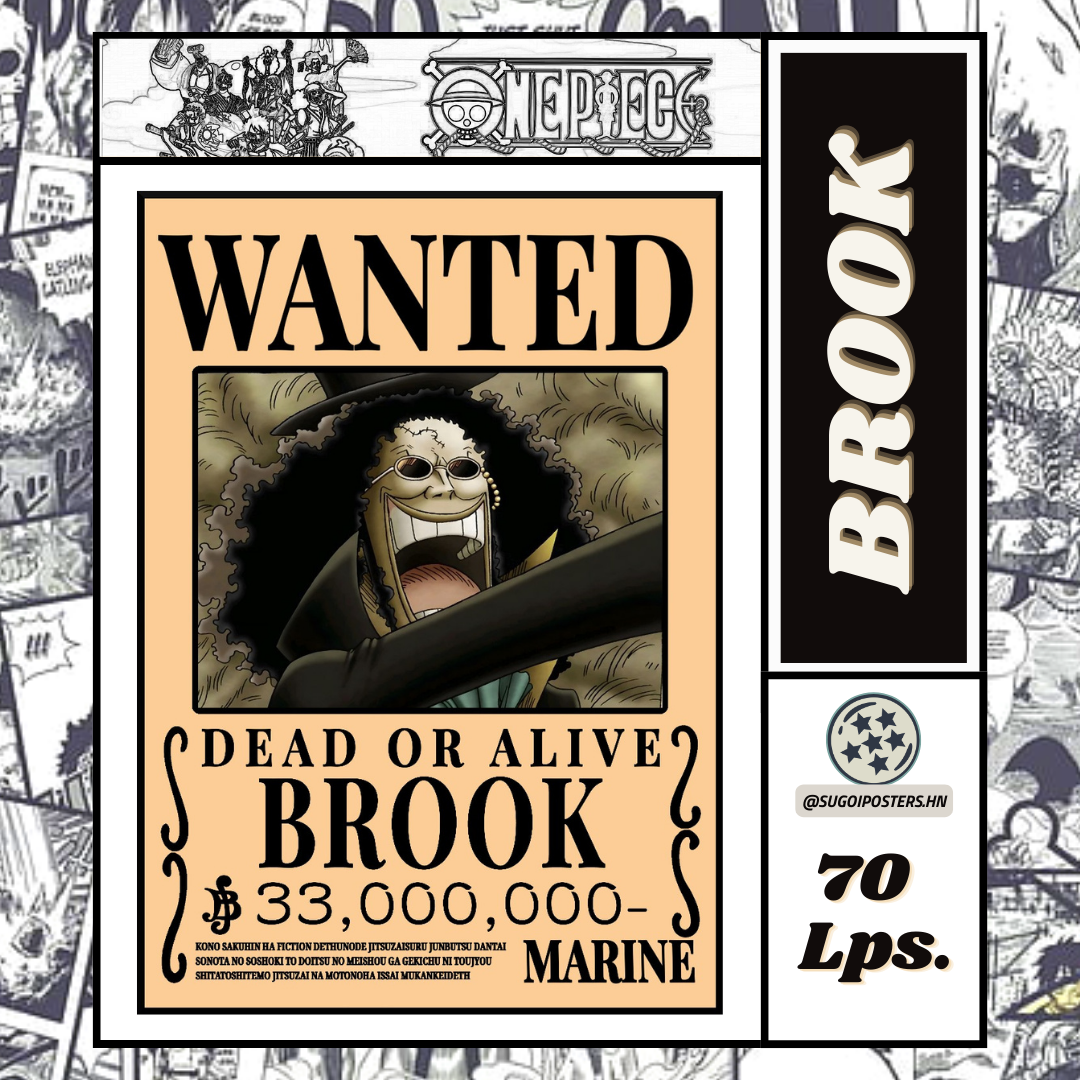 ONE PIECE
WANTED
DEAD OR ALIVE
BROOK
33,000,000-
KONO SAKUHIN HA FICTION DETHUNODE JITSUZAISURU JUNBUTSU DANTAI
SONOTA NO SOSHOKI TO DOITSU NO MEISHOU GA GEKICHU NI TOUJYOU
SHITATOSHITEMO JITSUZAI NA MOTONOHA ISSAI MUKANKEIDETH
MARINE
BROOK
@SUGOIPOSTERS.HN
70
Lps.
!!!